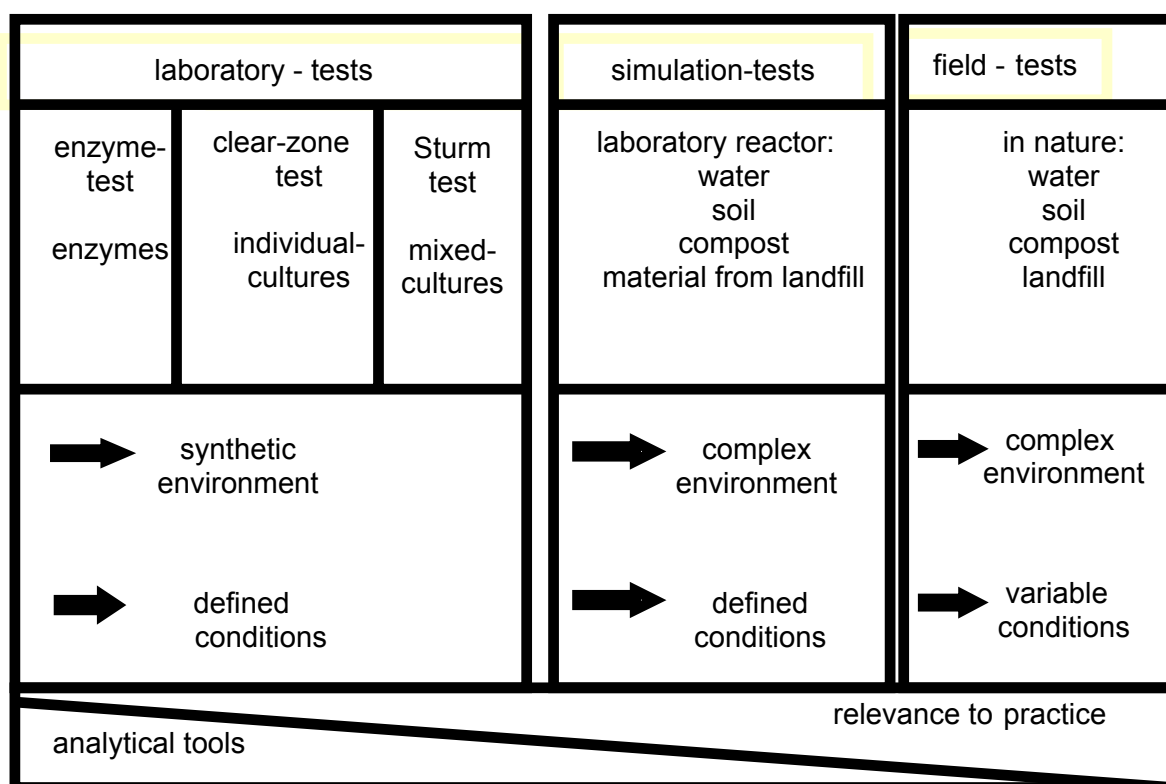 laboratory - tests
simulation-tests
field - tests
enzyme-
test
enzymes
clear-zone
test
individual-
cultures
Sturm
test
mixed-
cultures
laboratory reactor:
water
soil
compost
material from landfill
in nature:
water
soil
compost
landfill
synthetic
environment
defined
conditions
complex
environment
defined
conditions
complex
environment
variable
conditions
relevance to practice
analytical tools